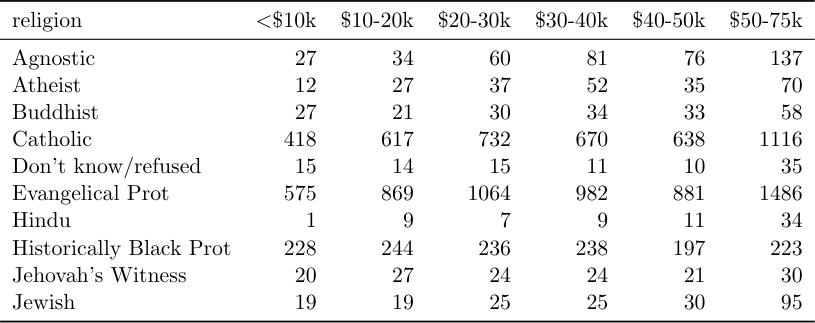 religion <$10k $10-20k $20-30k $30-40k $40-50k $50-75k
Agnostic 27 34 60 81 76 137
Atheist 12 27 37 52 35 70
Buddhist 27 21 30 34 33 58
Catholic 418 617 732 670 638 1116
Don't know/refused 15 14 15 11 10 35
Evangelical Prot 575 869 1064 982 881 1486
Hindu 1 9 7 9 11 34
Historically Black Prot 228 244 236 238 197 223
Jehovah's Witness 20 27 24 24 21 30
Jewish 19 19 25 25 30 95